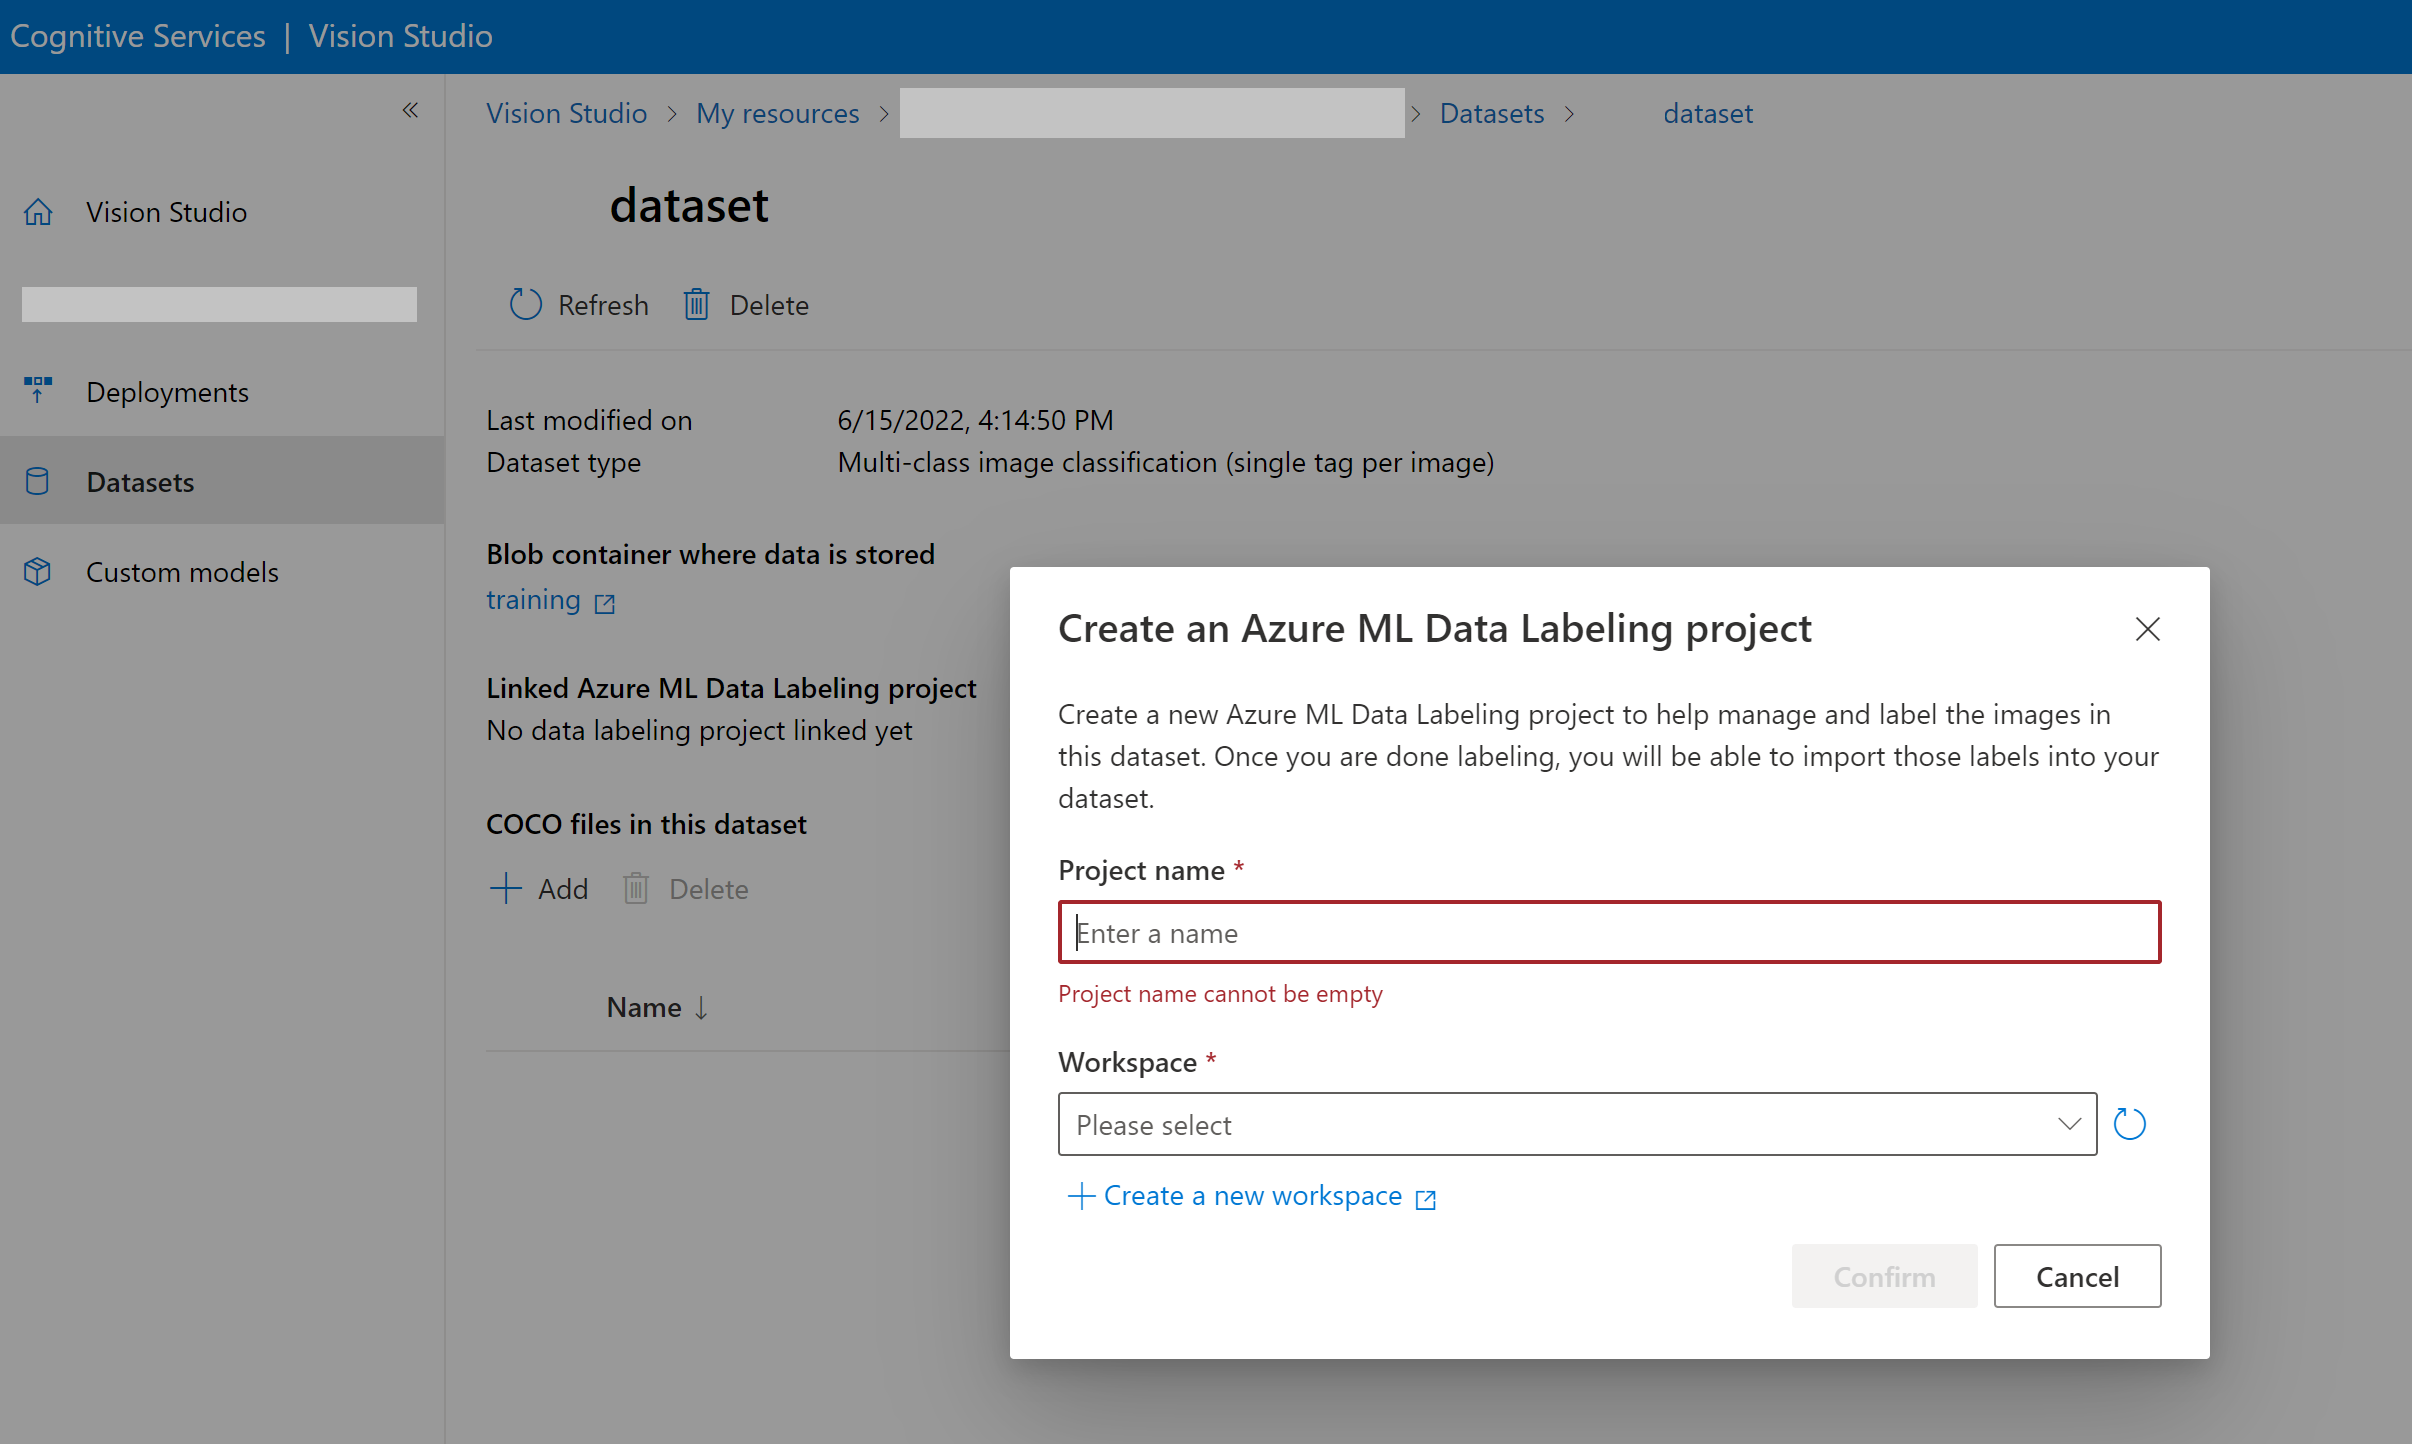 Cognitive Services | Vision Studio
Vision Studio > My resources > > Datasets > dataset
Vision Studio
Deployments
Datasets
Custom models
dataset
Refresh Delete
Last modified on 6/15/2022, 4:14:50 PM
Dataset type Multi-class image classification (single tag per image)
Blob container where data is stored
training
Linked Azure ML Data Labeling project
No data labeling project linked yet
COCO files in this dataset
Add Delete
Name ↓
Create an Azure ML Data Labeling project
Create a new Azure ML Data Labeling project to help manage and label the images in
this dataset. Once you are done labeling, you will be able to import those labels into your
dataset.
Project name *
Enter a name
Project name cannot be empty
Workspace *
Please select
Create a new workspace
Confirm Cancel